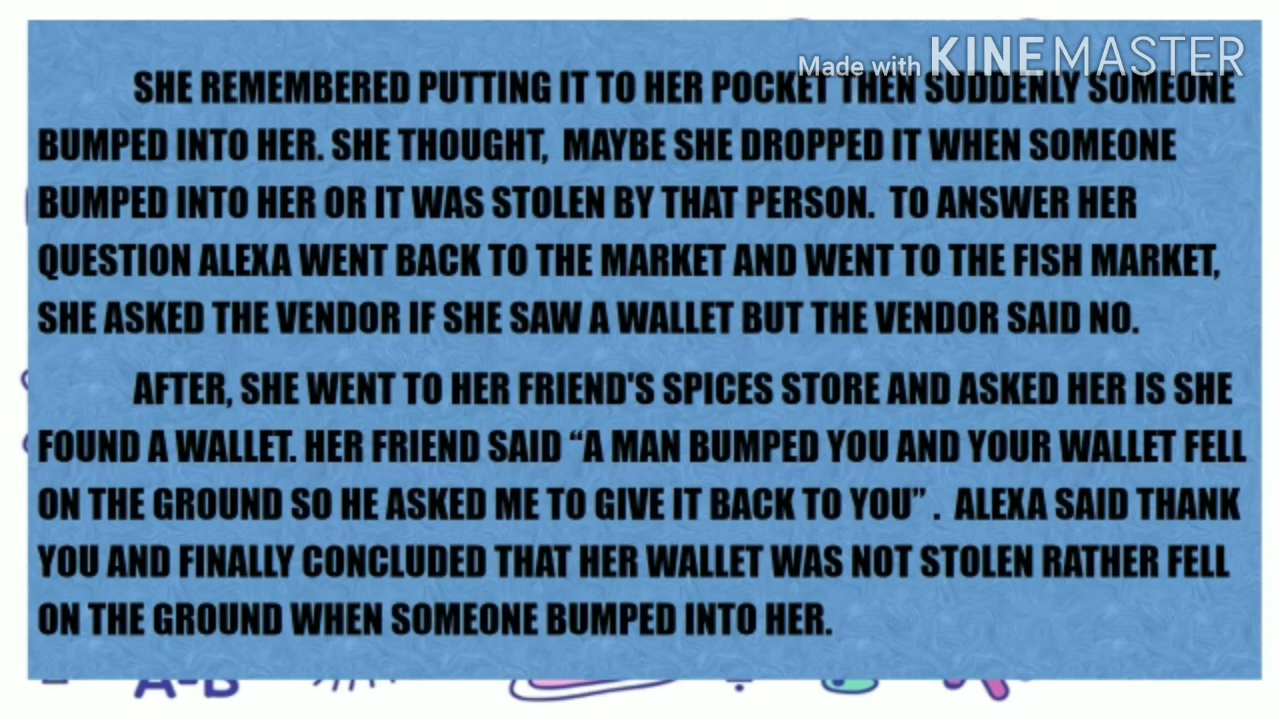 Made with KINEMASTER
SHE REMEMBERED PUTTING IT TO HER POCKET THEN SUDDENLY SOMEONE
BUMPED INTO HER. SHE THOUGHT, MAYBE SHE DROPPED IT WHEN SOMEONE
BUMPED INTO HER OR IT WAS STOLEN BY THAT PERSON. TO ANSWER HER
QUESTION ALEXA WENT BACK TO THE MARKET AND WENT TO THE FISH MARKET,
SHE ASKED THE VENDOR IF SHE SAW A WALLET BUT THE VENDOR SAID NO.
AFTER, SHE WENT TO HER FRIEND'S SPICES STORE AND ASKED HER IS SHE
FOUND A WALLET. HER FRIEND SAID “A MAN BUMPED YOU AND YOUR WALLET FELL
ON THE GROUND SO HE ASKED ME TO GIVE IT BACK TO YOU” . ALEXA SAID THANK
YOU AND FINALLY CONCLUDED THAT HER WALLET WAS NOT STOLEN RATHER FELL
ON THE GROUND WHEN SOMEONE BUMPED INTO HER.